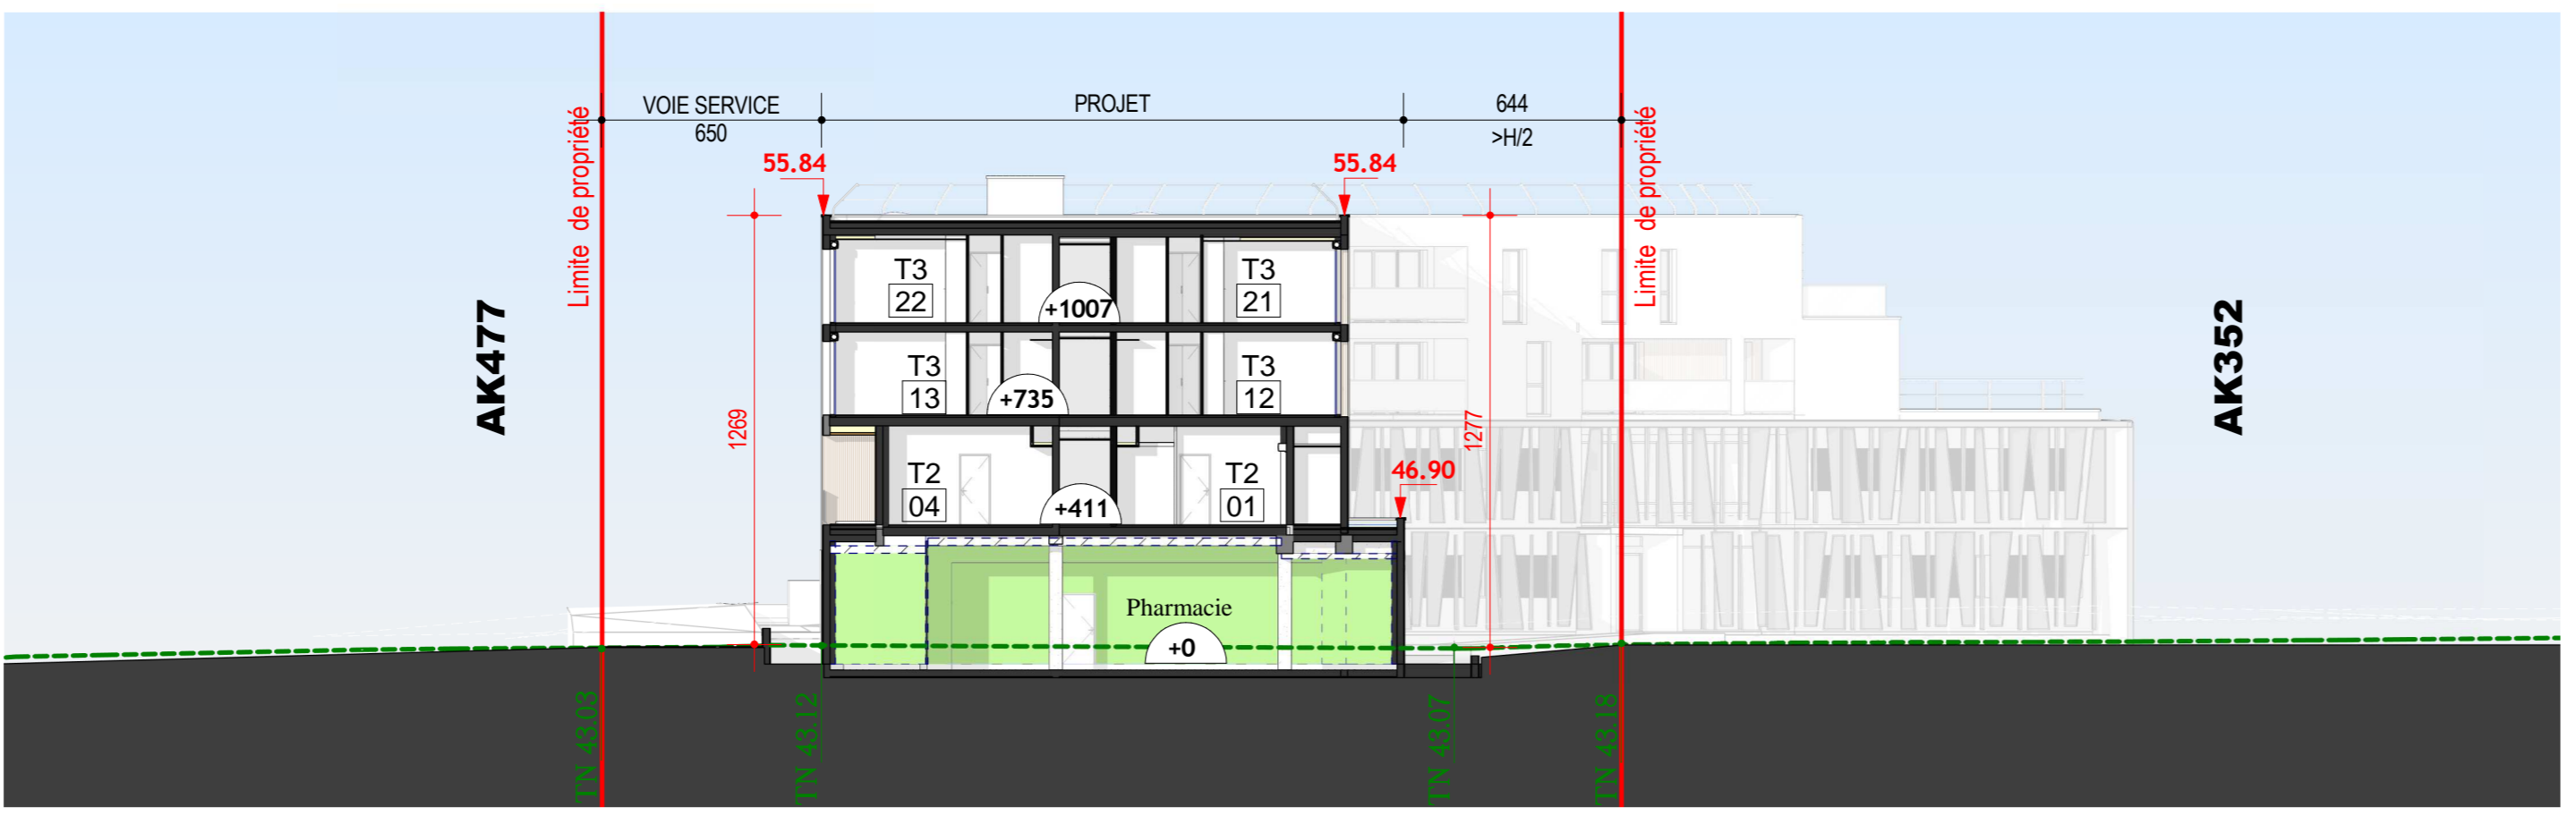 VOIE SERVICE
650
PROJET
644
>H/2
Limite de propriété
Limite de propriété
55.84
55.84
AK477
AK352
T3
22
+1007
T3
21
T3
13
+735
T3
12
1269
1277
T2
04
+411
T2
01
46.90
Pharmacie
+0
TN 43.03
TN 43.12
TN 43.07
TN 43.18